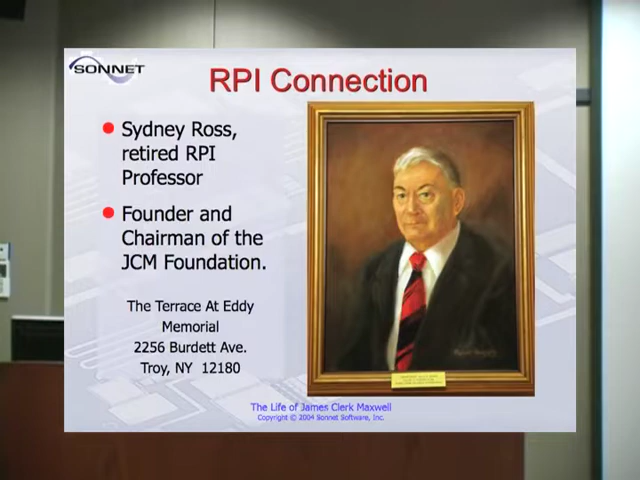 SONNET
RPI Connection
Sydney Ross,
retired RPI
Professor
Founder and
Chairman of the
JCM Foundation.
The Terrace At Eddy
Memorial
2256 Burdett Ave.
Troy, NY 12180
The Life of James Clerk Maxwell
Copyright © 2004 Sonnet Software, Inc.